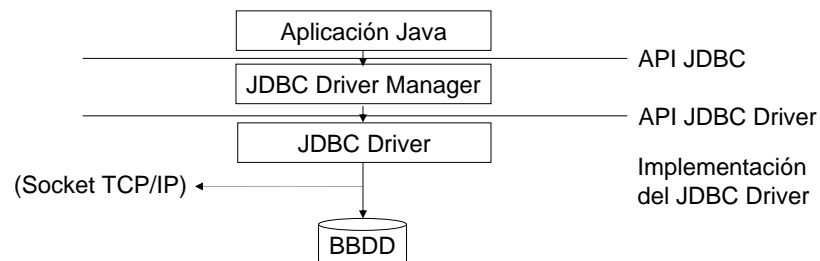 Aplicación Java
API JDBC
JDBC Driver Manager
API JDBC Driver
JDBC Driver
Implementación
del JDBC Driver
(Socket TCP/IP)
BBDD